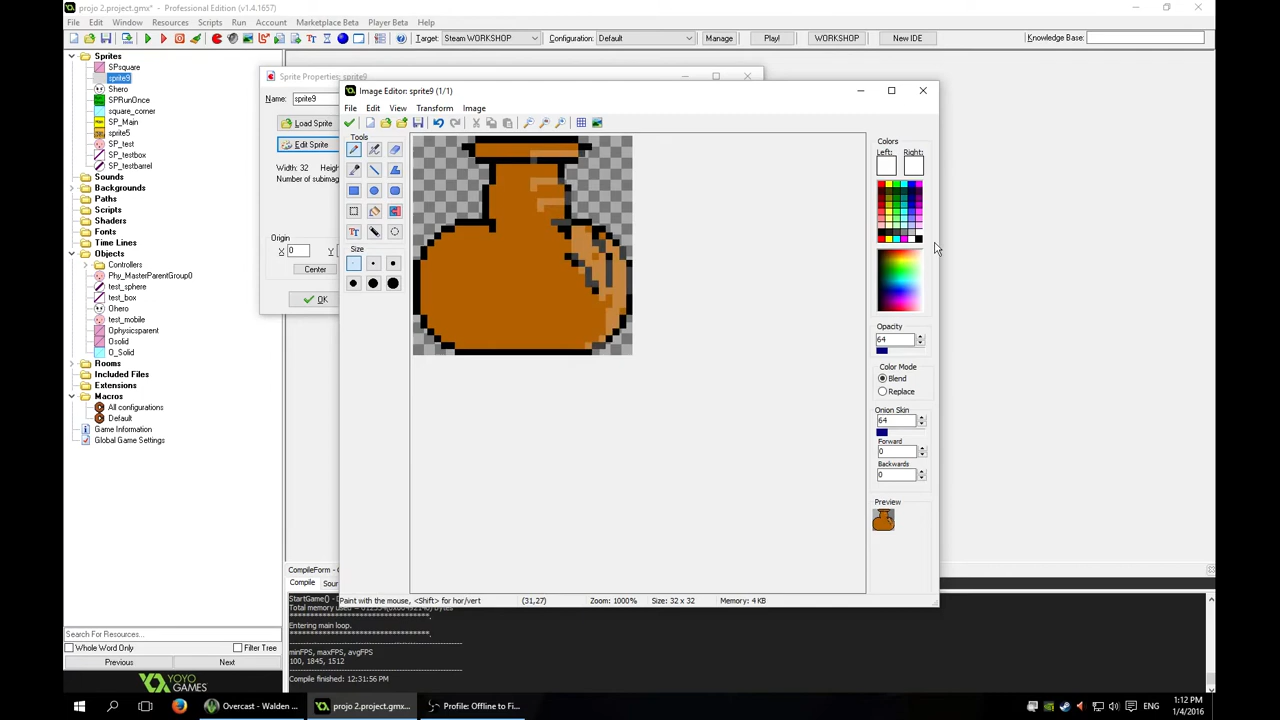 projo 2.project.gmx* - Professional Edition (v1.4.1657)
File Edit Window Resources Scripts Run Account Marketplace Beta Player Beta Help
Target: Steam WORKSHOP Configuration: Default Manage Play! WORKSHOP New IDE Knowledge Base:
Sprites
SPsquare
sprite9
Shero
SPRunOnce
square_corner
SP_Main
sprite5
SP_test
SP_testbox
SP_testbarrel
Sounds
Backgrounds
Paths
Scripts
Shaders
Fonts
Time Lines
Objects
Controllers
Phy_MasterParentGroup0
test_sphere
test_box
Ohero
test_mobile
Ophysicsparent
Osolid
O_Solid
Rooms
Included Files
Extensions
Macros
All configurations
Default
Game Information
Global Game Settings
Search For Resources...
Whole Word Only Filter Tree
Previous Next
YOYO
GAMES
Sprite Properties: sprite9
Name: sprite9
Load Sprite
Edit Sprite
Width: 32
Number of subimag
Origin
X 0 Y
Center
OK
Image Editor: sprite9 (1/1)
File Edit View Transform Image
Tools
Size
Colors
Left: Right:
Opacity
64
Color Mode
Blend
Replace
Onion Skin
64
Forward
0
Backwards
0
Preview
Paint with the mouse, <Shift> for hor/vert (31,27) Zoom: 1000% Size: 32 x 32 Memory: 4 KB
CompileForm -
Compile
Entering main loop.
*******************************.
minFPS, maxFPS, avgFPS
100, 1845, 1512
Compile finished: 12:31:56 PM
Overcast - Walden ... projo 2.project.gmx... Profile: Offline to Fi... ENG 1:12 PM
1/4/2016